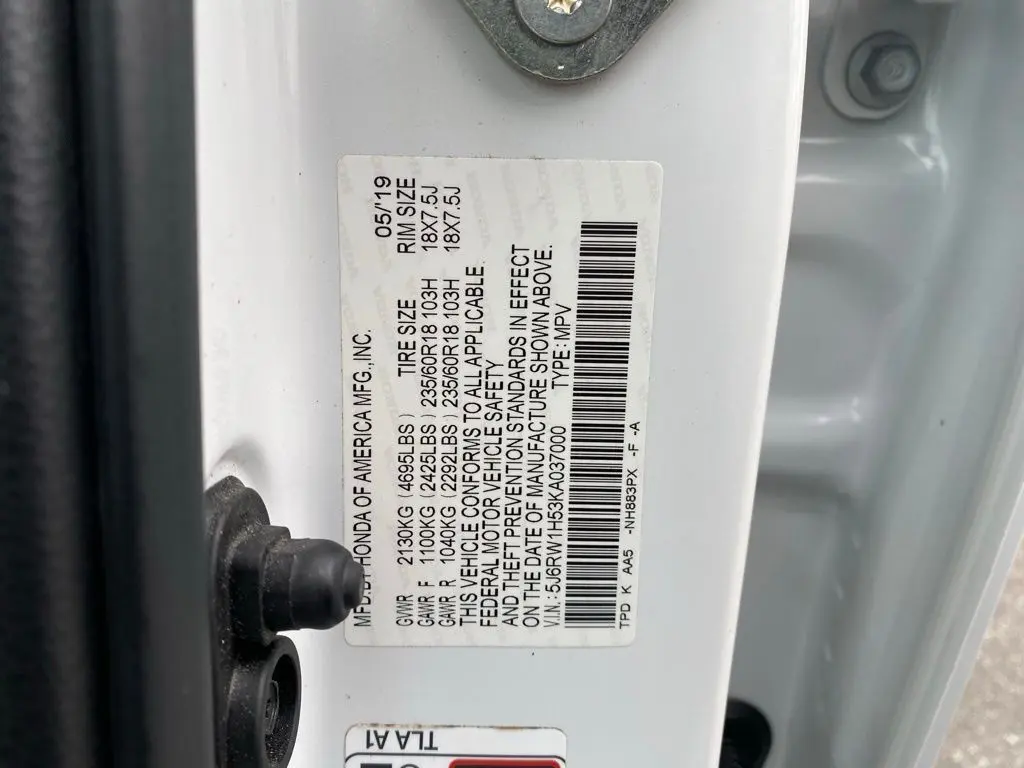 MFD.BY HONDA OF AMERICA MFG.,INC. 05/19
GVWR 2130KG (4695LBS) TIRE SIZE RIM SIZE
GAWR F 1100KG (2425LBS) 235/60R18 103H 18X7.5J
GAWR R 1040KG (2292LBS) 235/60R18 103H 18X7.5J
THIS VEHICLE CONFORMS TO ALL APPLICABLE
FEDERAL MOTOR VEHICLE SAFETY
AND THEFT PREVENTION STANDARDS IN EFFECT
ON THE DATE OF MANUFACTURE SHOWN ABOVE.
V.I.N.:5J6RW1H53KA037000 TYPE:MPV
TPD K AA5 -NH883PX -F -A
TLA A1